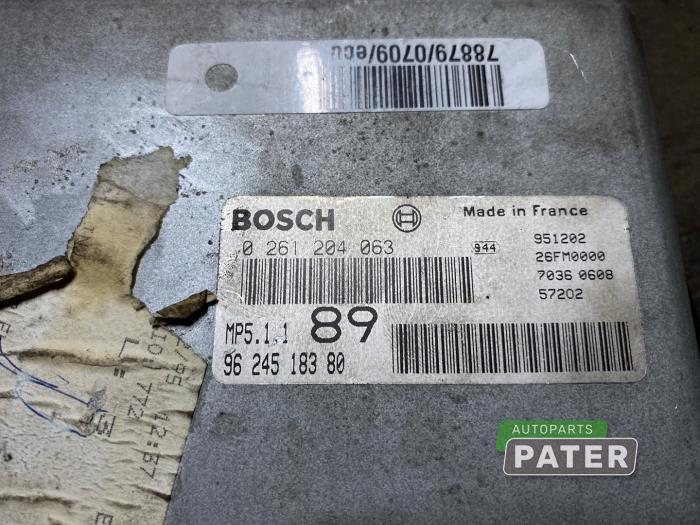 78879/0709/ecu
BOSCH
Made in France
0 261 204 063
944
951202
26FM0000
7036 0608
57202
MP5.1.1
89
96 245 183 80
AUTOPARTS
PATER